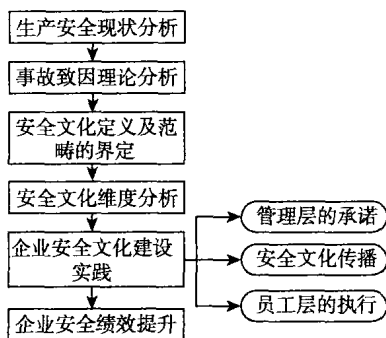 生产安全现状分析
事故致因理论分析
安全文化定义及范
畴的界定
安全文化维度分析
企业安全文化建设
实践
企业安全绩效提升
管理层的承诺
安全文化传播
员工层的执行